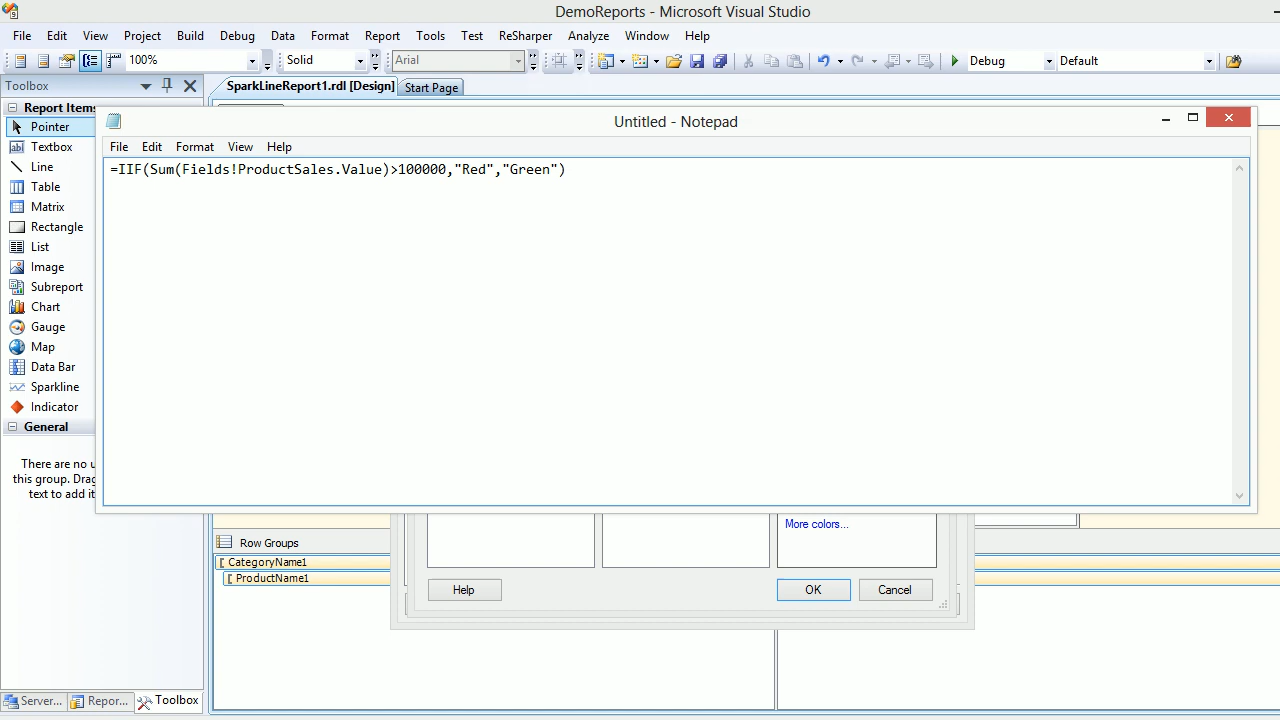 DemoReports - Microsoft Visual Studio
File Edit View Project Build Debug Data Format Report Tools Test ReSharper Analyze Window Help
100% Solid Arial Debug Default
Toolbox
SparkLineReport1.rdl [Design] Start Page
Report Items
Pointer
Textbox
Line
Table
Matrix
Rectangle
List
Image
Subreport
Chart
Gauge
Map
Data Bar
Sparkline
Indicator
General
There are no u
this group. Drag
text to add it
Untitled - Notepad
File Edit Format View Help
=IIF(Sum(Fields!ProductSales.Value)>100000,"Red","Green")
More colors...
Help OK Cancel
Row Groups
[ CategoryName1
[ ProductName1
Server... Repor... Toolbox